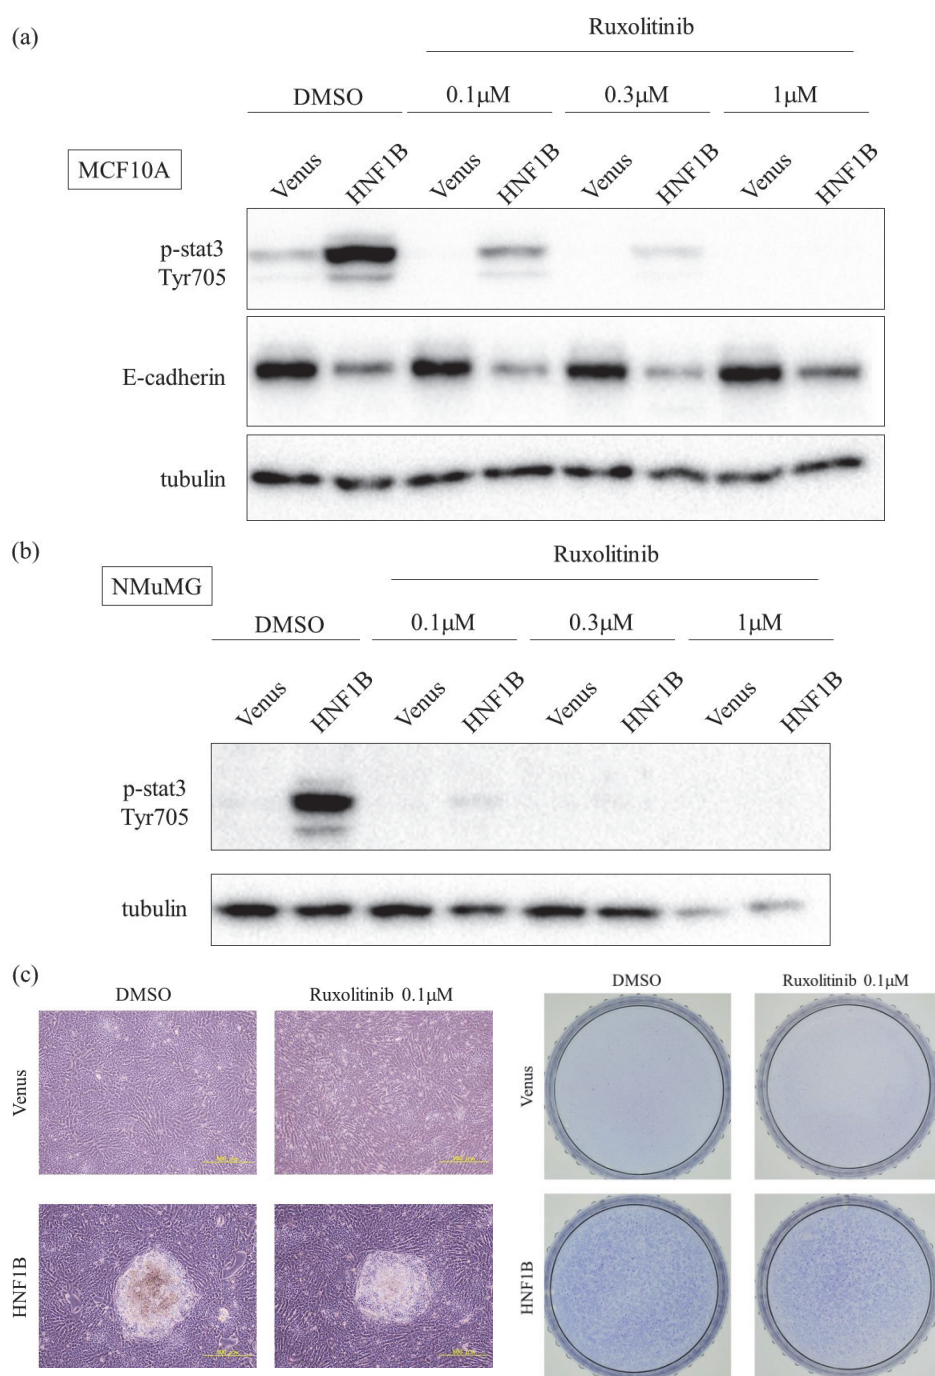 (a)
Ruxolitinib
DMSO 0.1μM 0.3μM 1μM
MCF10A
Venus HNF1B Venus HNF1B Venus HNF1B Venus HNF1B
p-stat3
Tyr705
E-cadherin
tubulin
(b)
Ruxolitinib
NMuMG
DMSO 0.1μM 0.3μM 1μM
Venus HNF1B Venus HNF1B Venus HNF1B Venus HNF1B
p-stat3
Tyr705
tubulin
(c)
DMSO Ruxolitinib 0.1μM DMSO Ruxolitinib 0.1μM
Venus Venus
HNF1B HNF1B